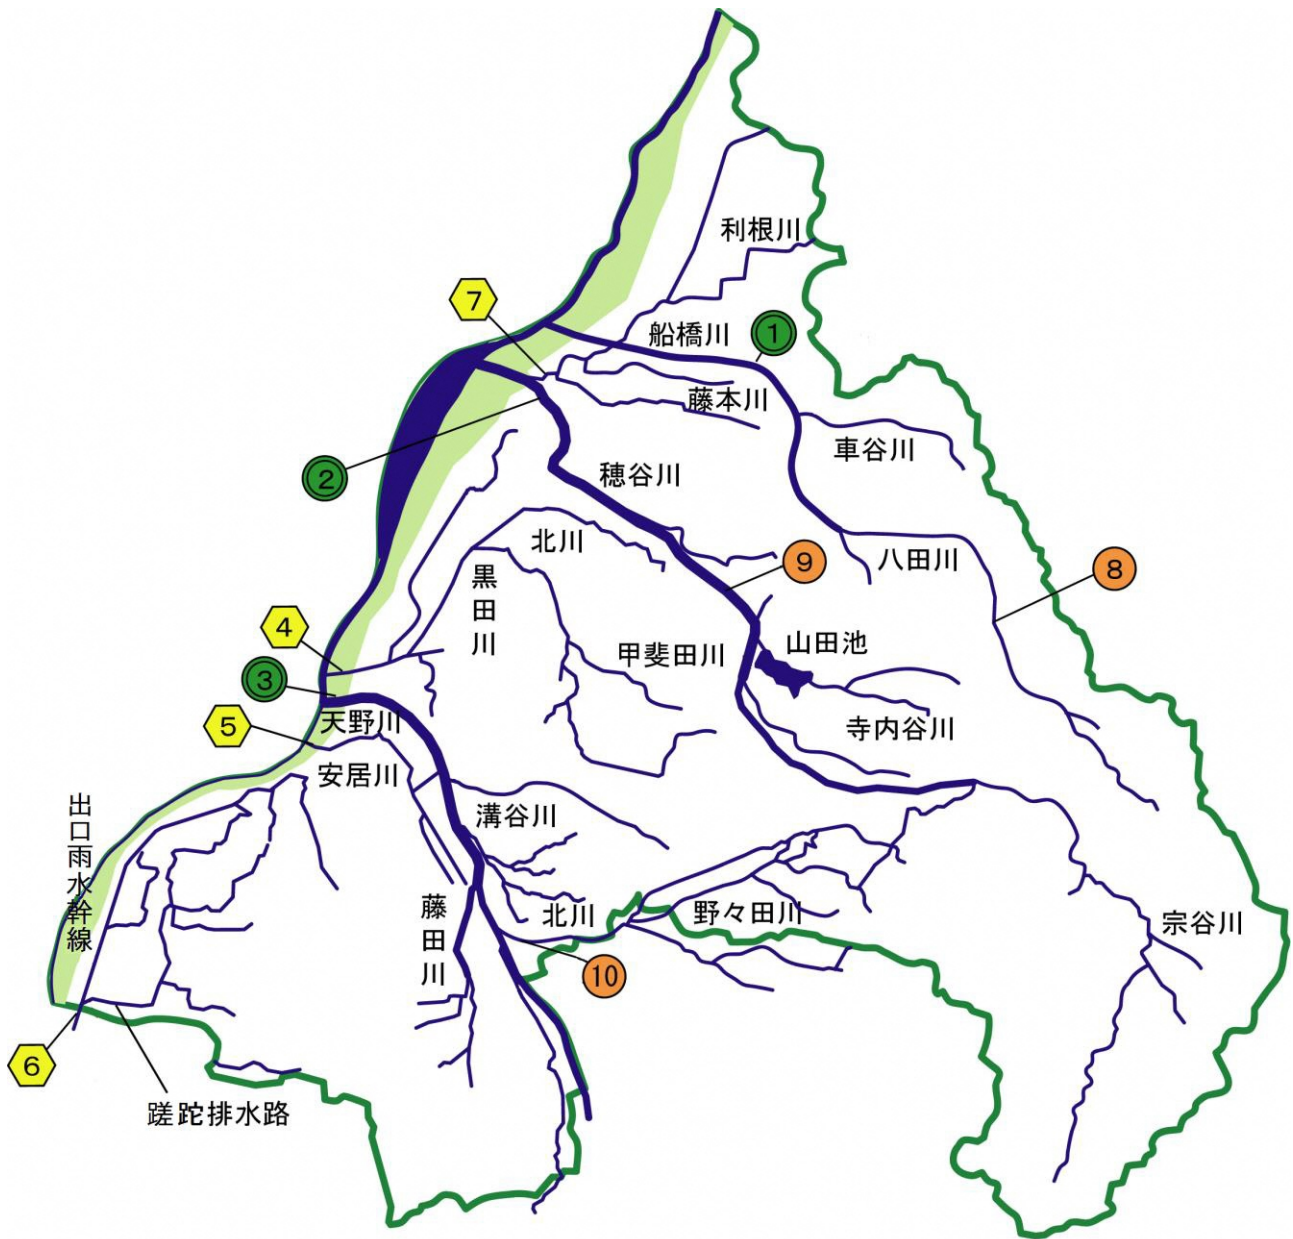 利根川
7
船橋川
1
藤本川
車谷川
2
穂谷川
北川
八田川
9
8
黒田川
4
甲斐田川
山田池
3
天野川
5
寺内谷川
安居川
出口雨水幹線
溝谷川
藤田川
北川
野々田川
宗谷川
10
6
蹉跎排水路